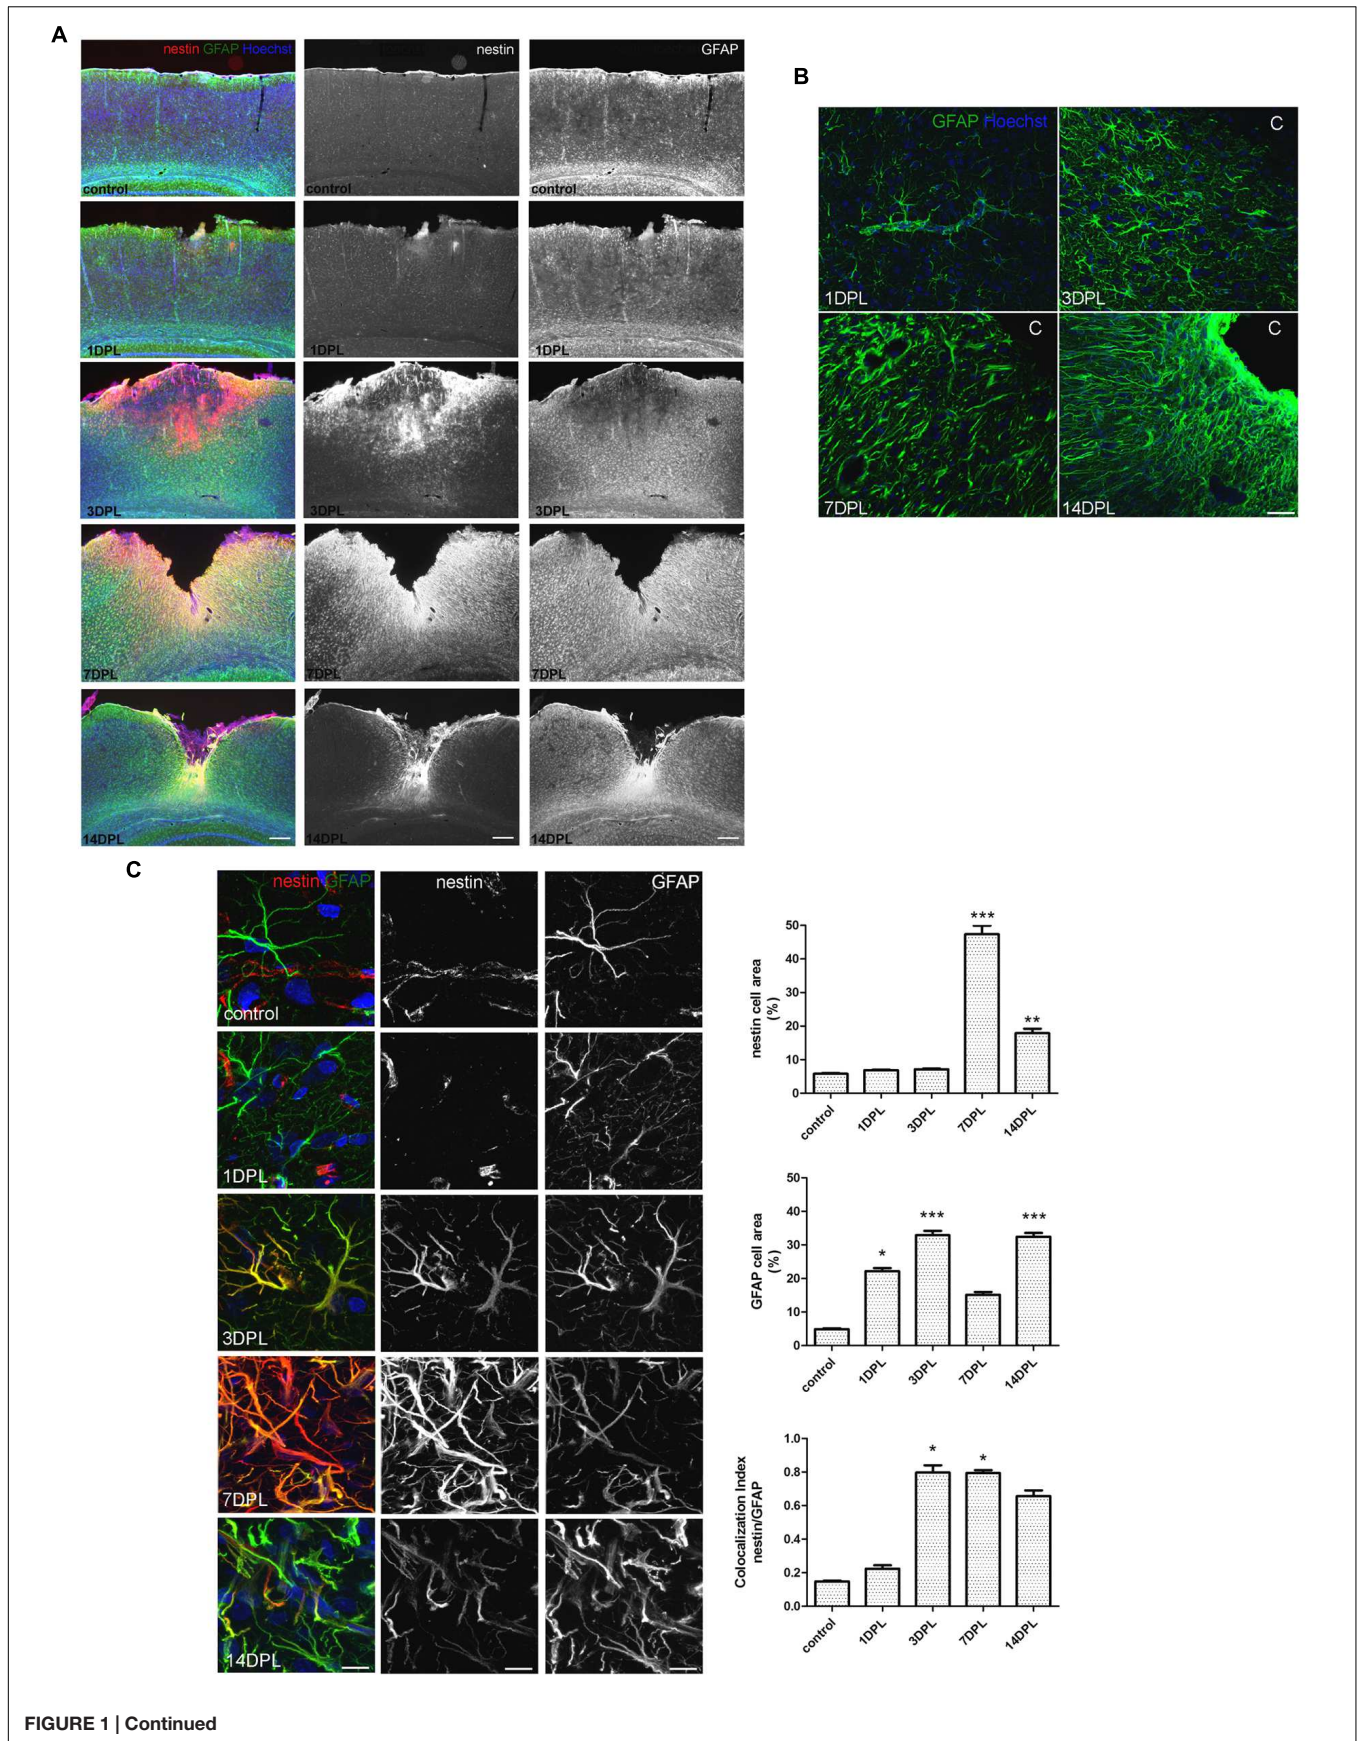 A
nestin GFAP Hoechst
nestin
GFAP
control
control
control
1DPL
1DPL
1DPL
3DPL
3DPL
3DPL
7DPL
7DPL
7DPL
14DPL
14DPL
14DPL
B
GFAP Hoechst
C
1DPL
3DPL
C
C
7DPL
14DPL
C
nestin GFAP
nestin
GFAP
control
1DPL
3DPL
7DPL
14DPL
nestin cell area
(%)
50
40
30
20
10
0
***
**
control
1DPL
3DPL
7DPL
14DPL
GFAP cell area
(%)
50
40
30
20
10
0
*
***
***
control
1DPL
3DPL
7DPL
14DPL
Colocalization Index
nestin/GFAP
1.0
0.8
0.6
0.4
0.2
0.0
*
*
control
1DPL
3DPL
7DPL
14DPL
FIGURE 1 | Continued